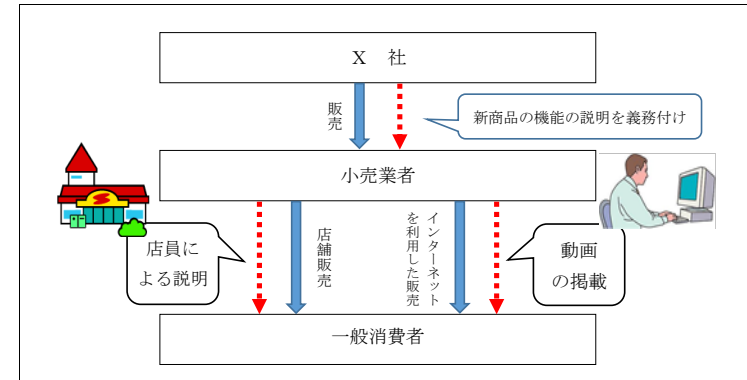 X 社
販売
新商品の機能の説明を義務付け
小売業者
店員に
よる説明
店舗販売
インターネット
を利用した販売
動画
の掲載
一般消費者